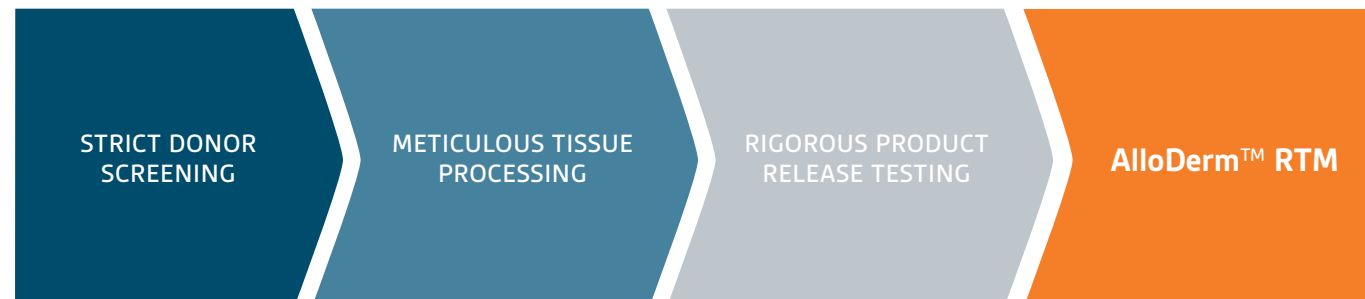 STRICT DONOR
SCREENING
METICULOUS TISSUE
PROCESSING
RIGOROUS PRODUCT
RELEASE TESTING
AlloDerm™ RTM